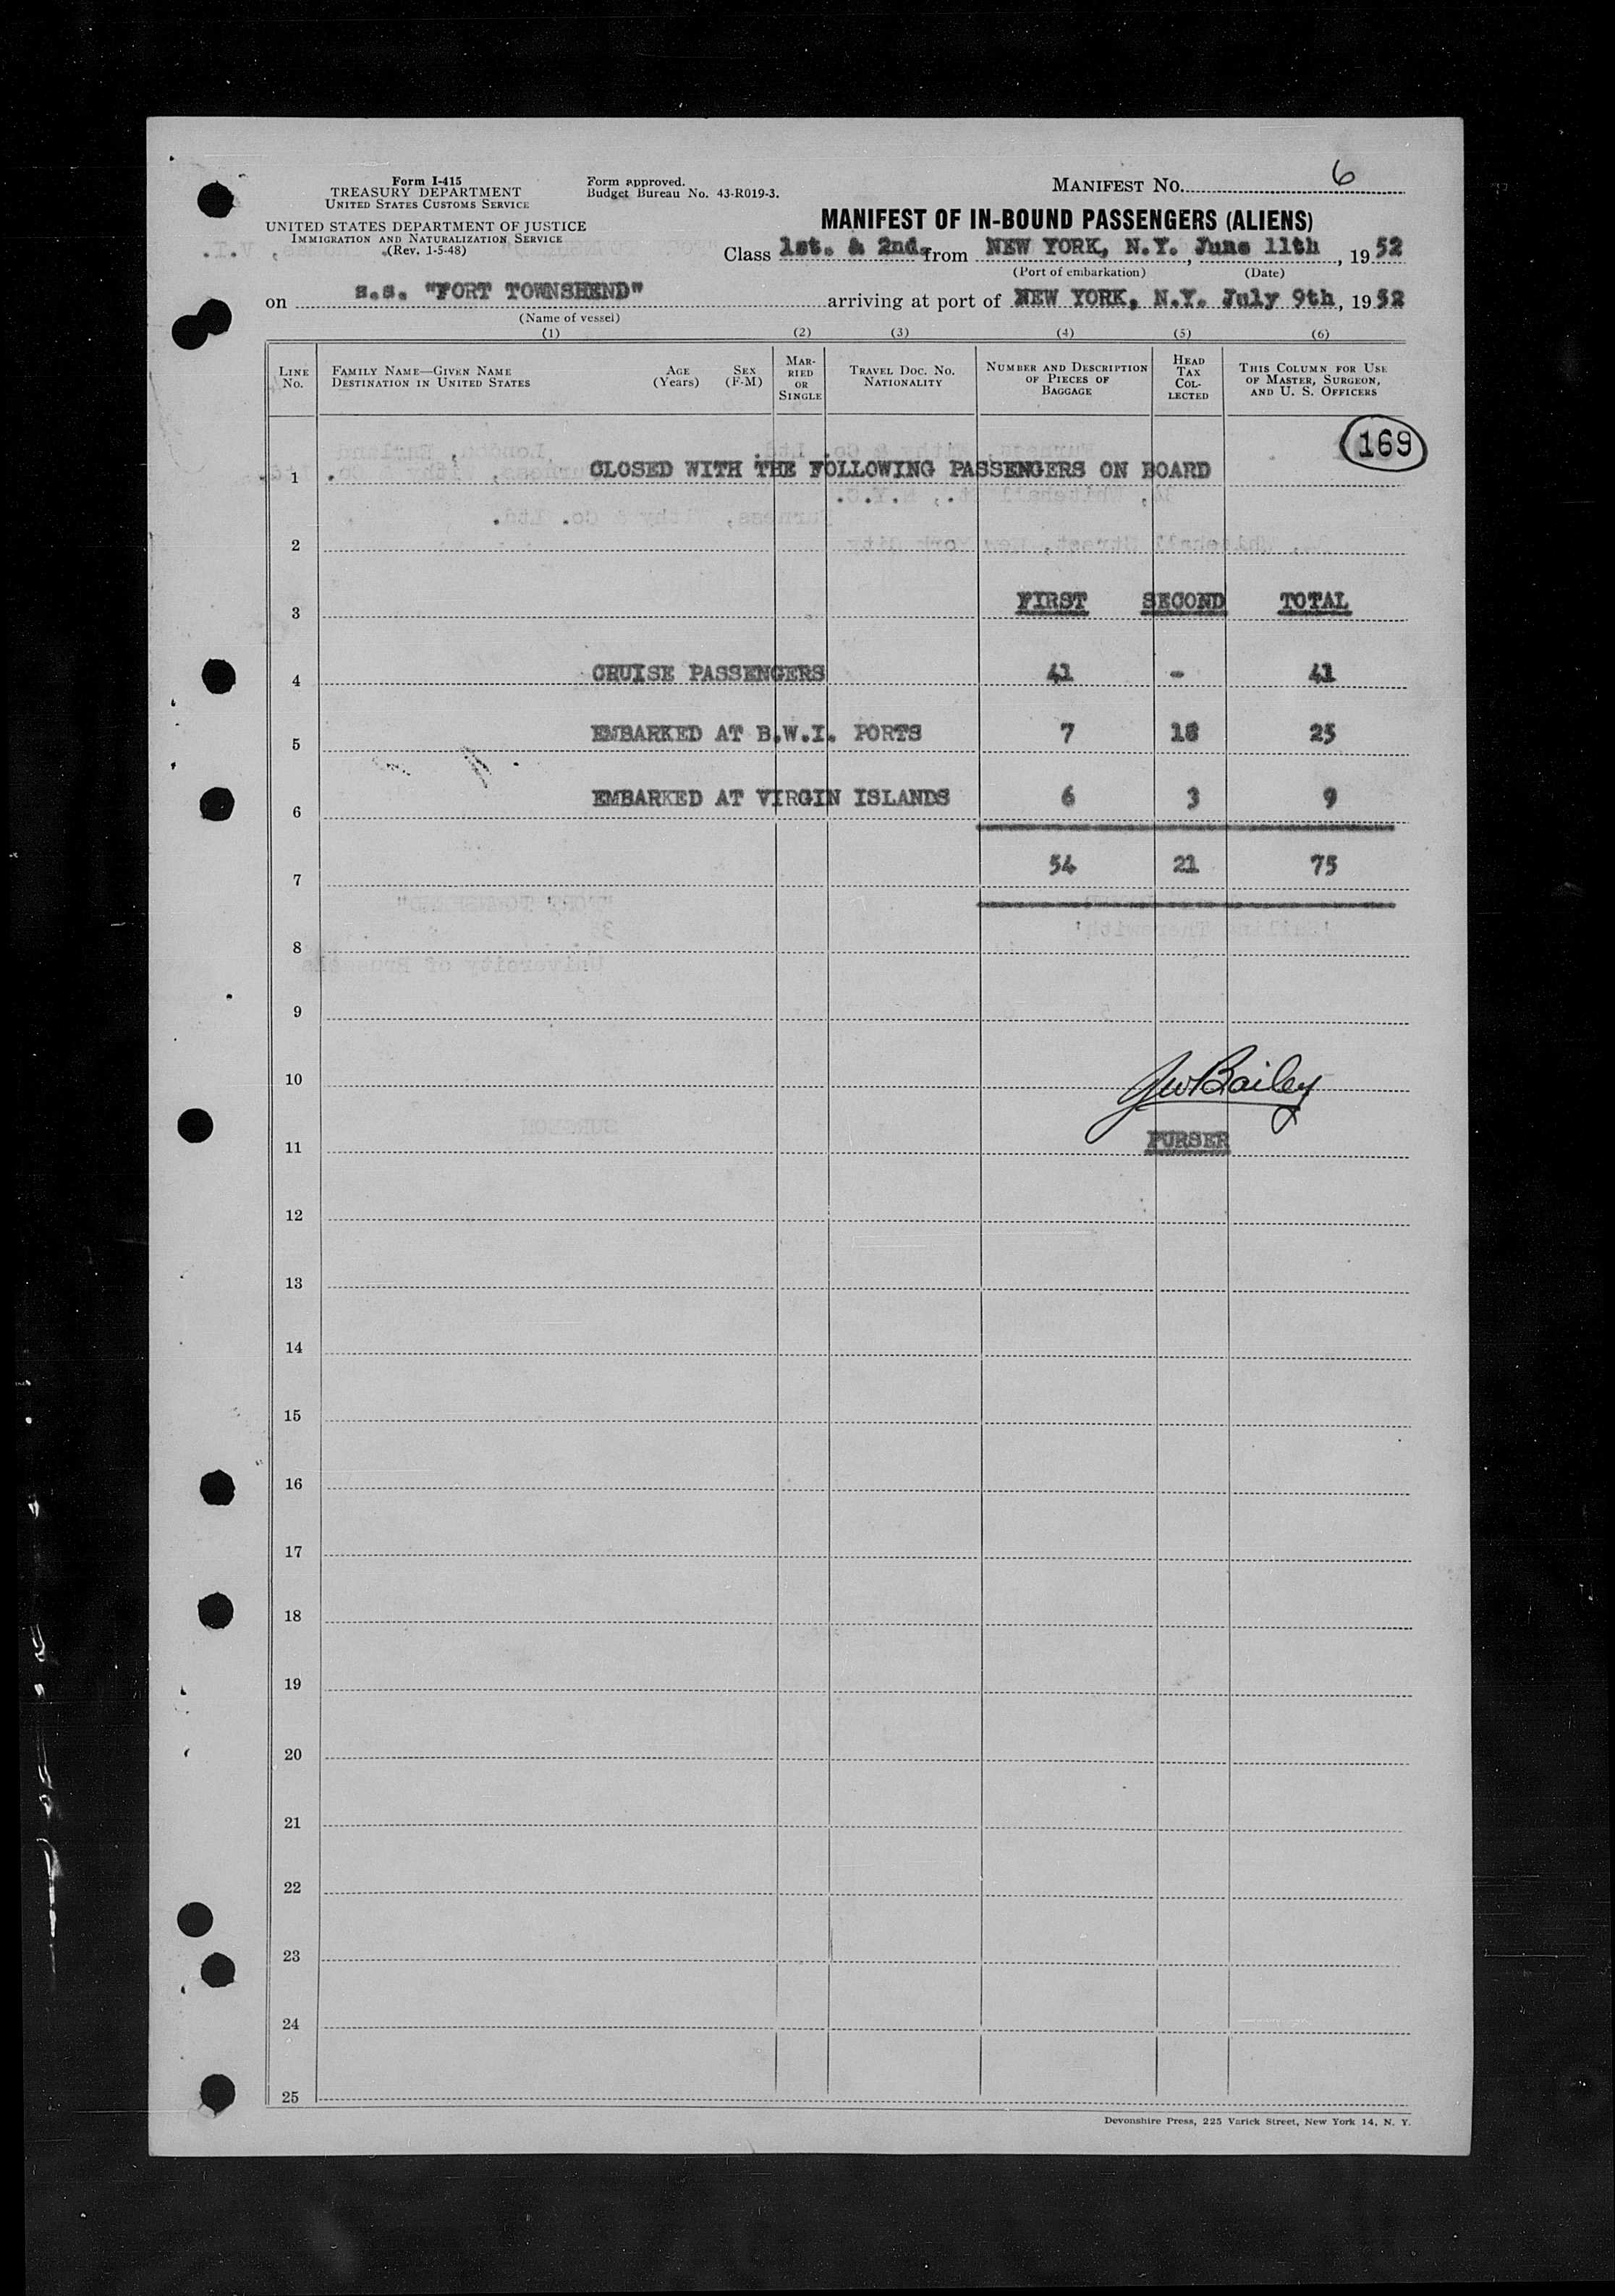 Form I-415
TREASURY DEPARTMENT
UNITED STATES CUSTOMS SERVICE
UNITED STATES DEPARTMENT OF JUSTICE
IMMIGRATION AND NATURALIZATION SERVICE
(Rev. 1-5-48)
Form approved.
Budget Bureau No. 43-R019-3.
MANIFEST NO. 6
MANIFEST OF IN-BOUND PASSENGERS (ALIENS)
Class 1st. & 2nd. from NEW YORK, N.Y. , June 11th , 19 52
(Port of embarkation) (Date)
on s.s. "FORT TOWNSHEND" arriving at port of NEW YORK, N.Y. July 9th , 19 52
(Name of vessel)
(1) (2) (3) (4) (5) (6)
LINE No.
FAMILY NAME—GIVEN NAME
DESTINATION IN UNITED STATES
AGE (Years)
SEX (F-M)
MARRIED OR SINGLE
TRAVEL DOC. NO. NATIONALITY
NUMBER AND DESCRIPTION OF PIECES OF BAGGAGE
HEAD TAX COLLECTED
THIS COLUMN FOR USE OF MASTER, SURGEON, AND U. S. OFFICERS
169
1 CLOSED WITH THE FOLLOWING PASSENGERS ON BOARD
2
3 FIRST SECOND TOTAL
4 CRUISE PASSENGERS 41 - 41
5 EMBARKED AT B.W.I. PORTS 7 18 25
6 EMBARKED AT VIRGIN ISLANDS 6 3 9
7 54 21 75
8
9
10 JW Bailey
11 PURSER
12
13
14
15
16
17
18
19
20
21
22
23
24
25
Devonshire Press, 225 Varick Street, New York 14, N. Y.